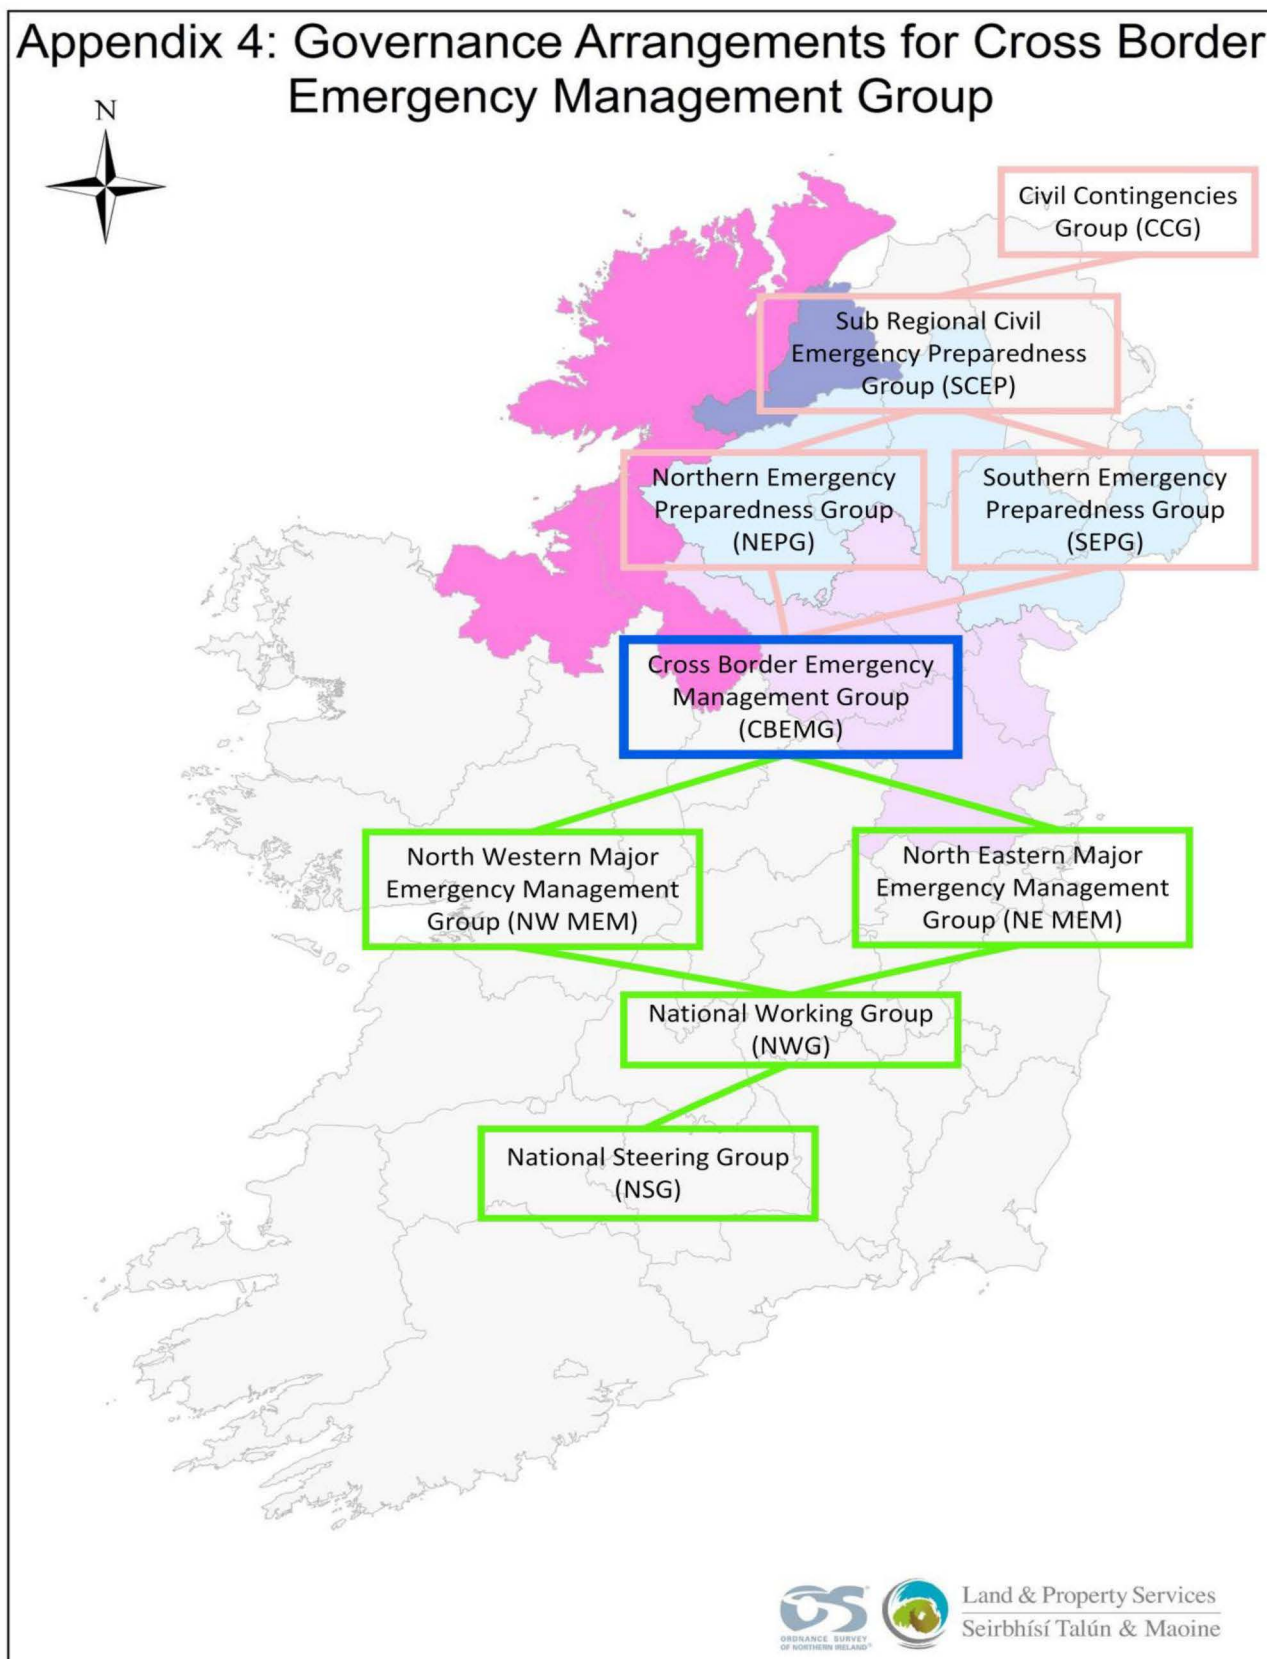 Appendix 4: Governance Arrangements for Cross Border
Emergency Management Group
N
Civil Contingencies
Group (CCG)
Sub Regional Civil
Emergency Preparedness
Group (SCEP)
Northern Emergency
Preparedness Group
(NEPG)
Southern Emergency
Preparedness Group
(SEPG)
Cross Border Emergency
Management Group
(CBEMG)
North Western Major
Emergency Management
Group (NW MEM)
North Eastern Major
Emergency Management
Group (NE MEM)
National Working Group
(NWG)
National Steering Group
(NSG)
OS
ORDNANCE SURVEY
OF NORTHERN IRELAND®
Land & Property Services
Seirbhísí Talún & Maoine